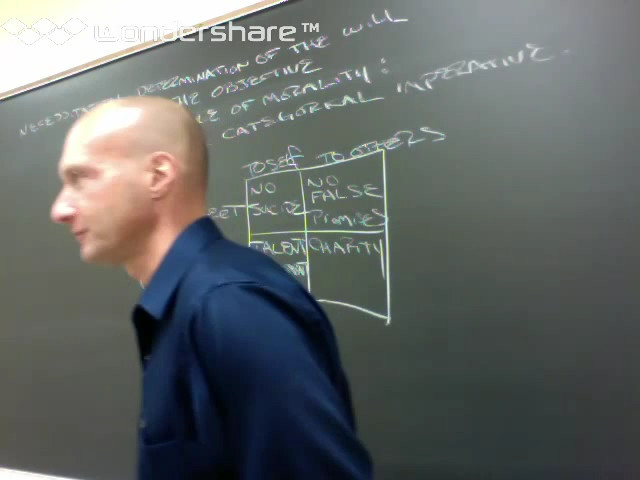 wondershare™
DETERMINATION OF THE WILL
THE OBJECTIVE
OF MORALITY:
CATEGORICAL IMPERATIVE.
TO SELF TO OTHERS
NO NO
FALSE
SUICIDE PROMISES
TALENT CHARITY